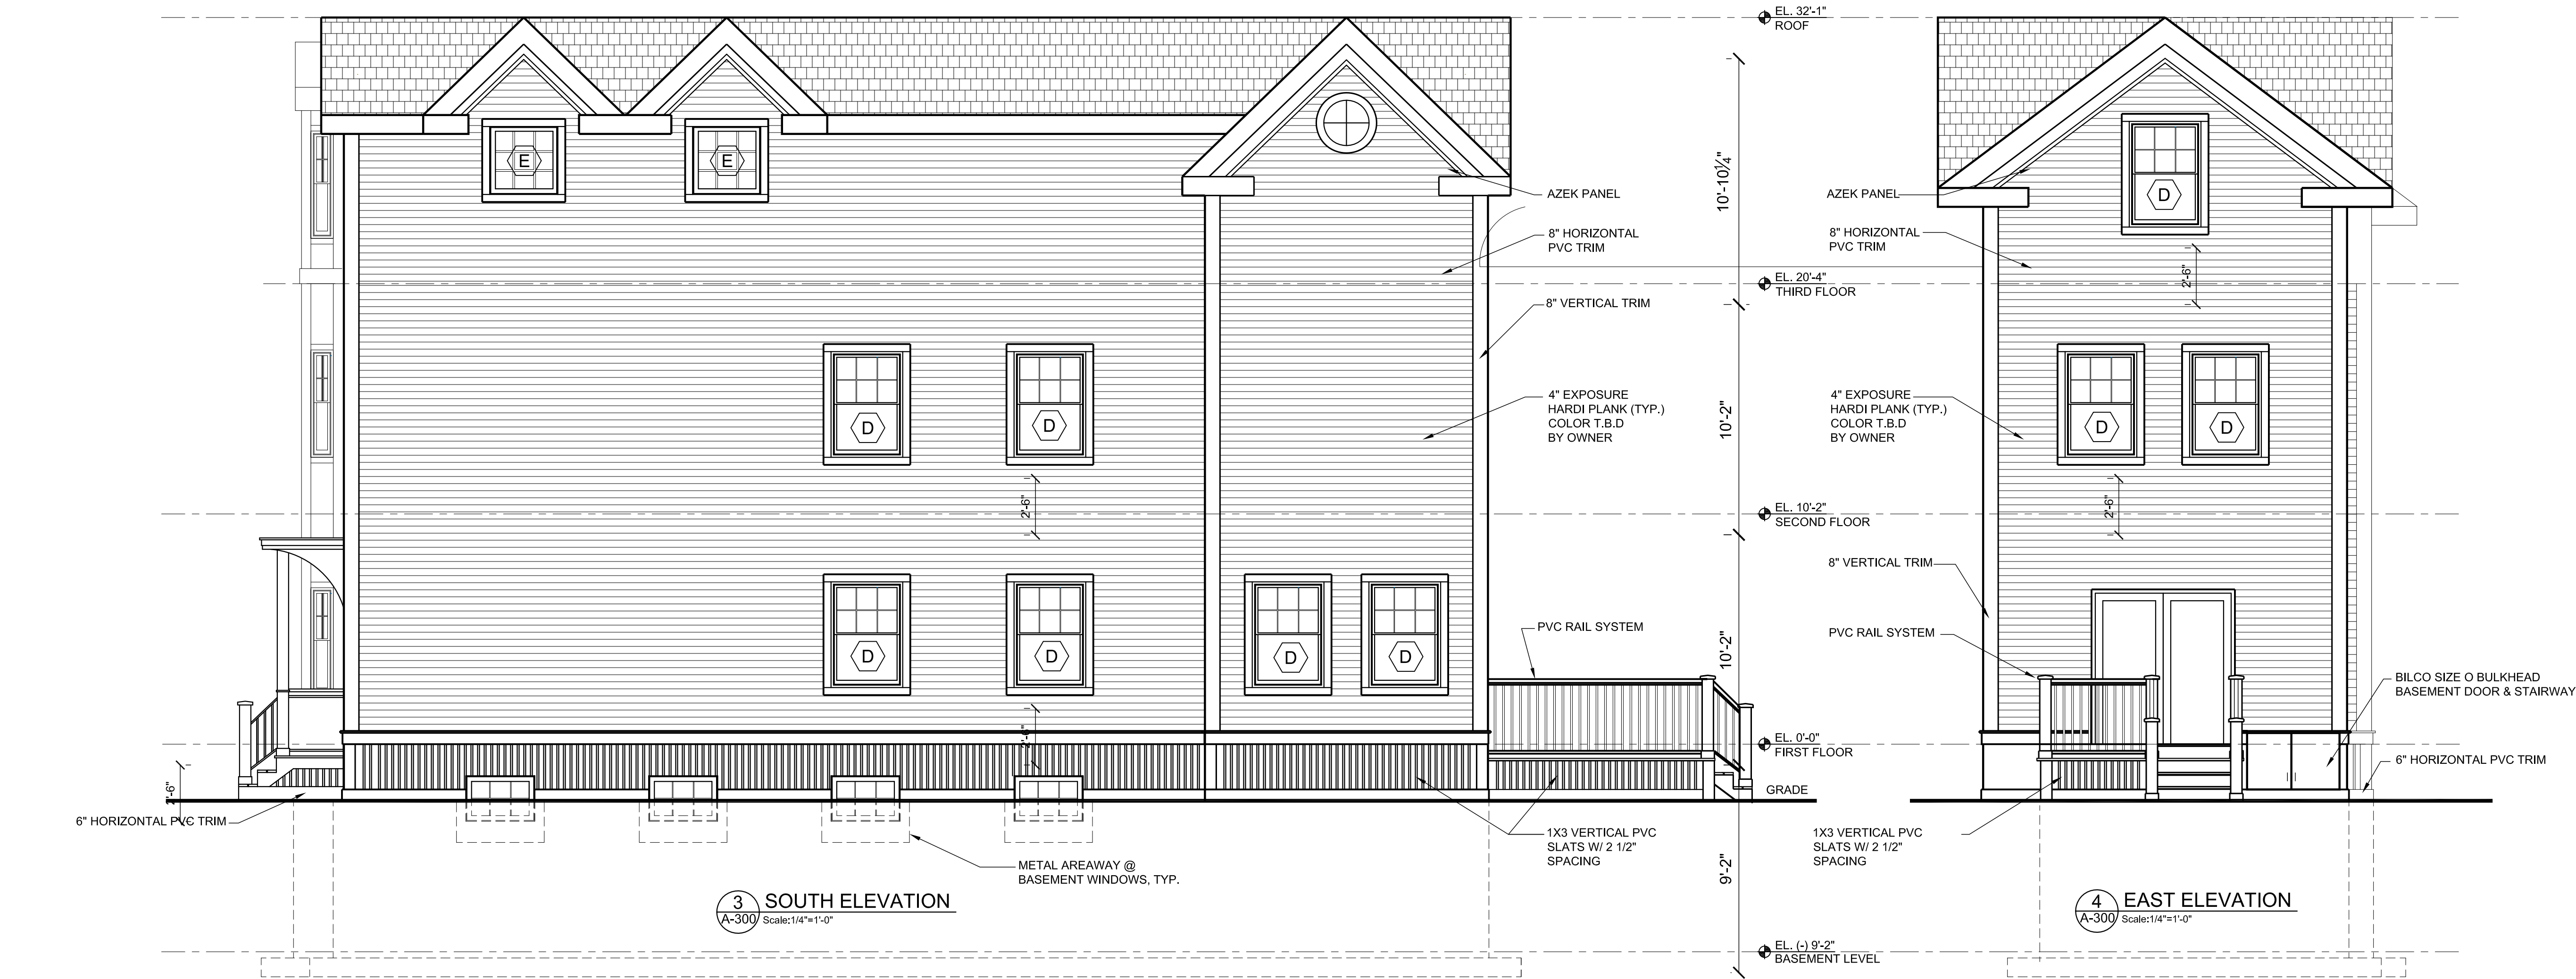 EL. 32'-1"
ROOF
10'-10¼"
AZEK PANEL
8" HORIZONTAL
PVC TRIM
EL. 20'-4"
THIRD FLOOR
8" VERTICAL TRIM
4" EXPOSURE
HARDI PLANK (TYP.)
COLOR T.B.D
BY OWNER
10'-2"
EL. 10'-2"
SECOND FLOOR
PVC RAIL SYSTEM
10'-2"
EL. 0'-0"
FIRST FLOOR
GRADE
1X3 VERTICAL PVC
SLATS W/ 2 1/2"
SPACING
9'-2"
EL. (-) 9'-2"
BASEMENT LEVEL
E
E
D
D
2'-6"
D
D
D
D
2'-6"
2'-6"
6" HORIZONTAL PVC TRIM
METAL AREAWAY @
BASEMENT WINDOWS, TYP.
3
A-300
SOUTH ELEVATION
Scale:1/4"=1'-0"
AZEK PANEL
D
8" HORIZONTAL
PVC TRIM
2'-6"
4" EXPOSURE
HARDI PLANK (TYP.)
COLOR T.B.D
BY OWNER
D
D
2'-6"
8" VERTICAL TRIM
PVC RAIL SYSTEM
BILCO SIZE O BULKHEAD
BASEMENT DOOR & STAIRWAY
6" HORIZONTAL PVC TRIM
1X3 VERTICAL PVC
SLATS W/ 2 1/2"
SPACING
4
A-300
EAST ELEVATION
Scale:1/4"=1'-0"